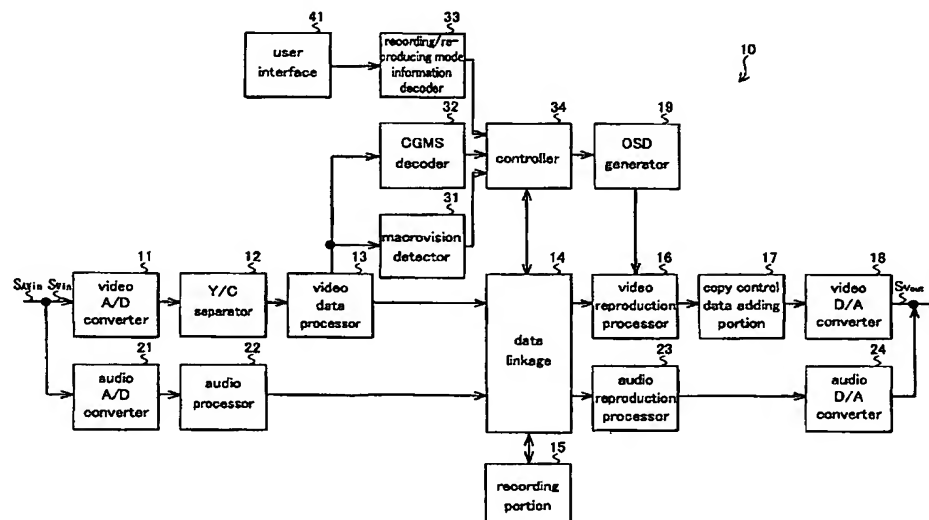 41
user
interface
33
recording/re-
producing mode
information
decoder
10
32
CGMS
decoder
34
controller
19
OSD
generator
31
macrovision
detector
SAVin
SVin
11
video
A/D
converter
12
Y/C
separator
13
video
data
processor
14
data
linkage
16
video
reproduction
processor
17
copy control
data adding
portion
18
video
D/A
converter
SVout
21
audio
A/D
converter
22
audio
processor
23
audio
reproduction
processor
24
audio
D/A
converter
15
recording
portion